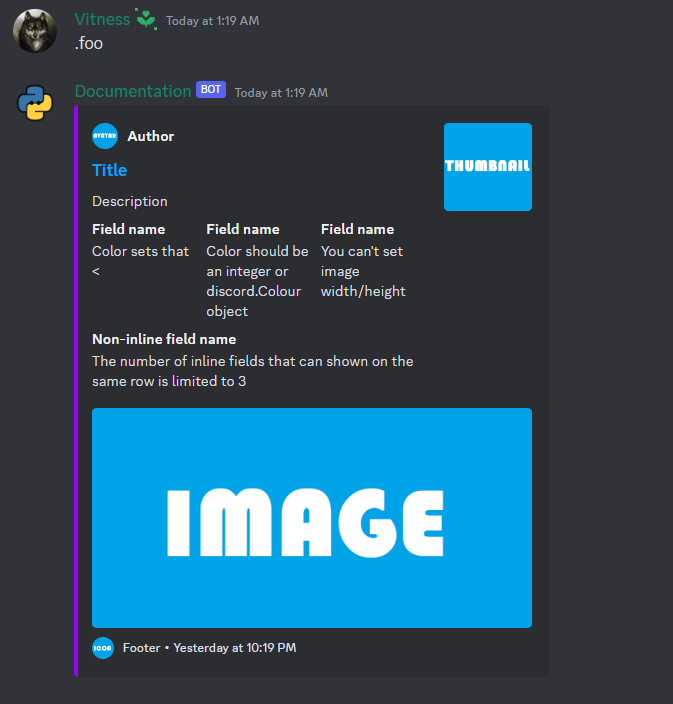 Vitness Today at 1:19 AM
.foo
Documentation BOT Today at 1:19 AM
AVATAR Author
THUMBNAIL
Title
Description
Field name Field name Field name
Color sets that Color should be You can't set
< an integer or image
discord.Colour width/height
object
Non-inline field name
The number of inline fields that can shown on the
same row is limited to 3
IMAGE
ICON Footer • Yesterday at 10:19 PM